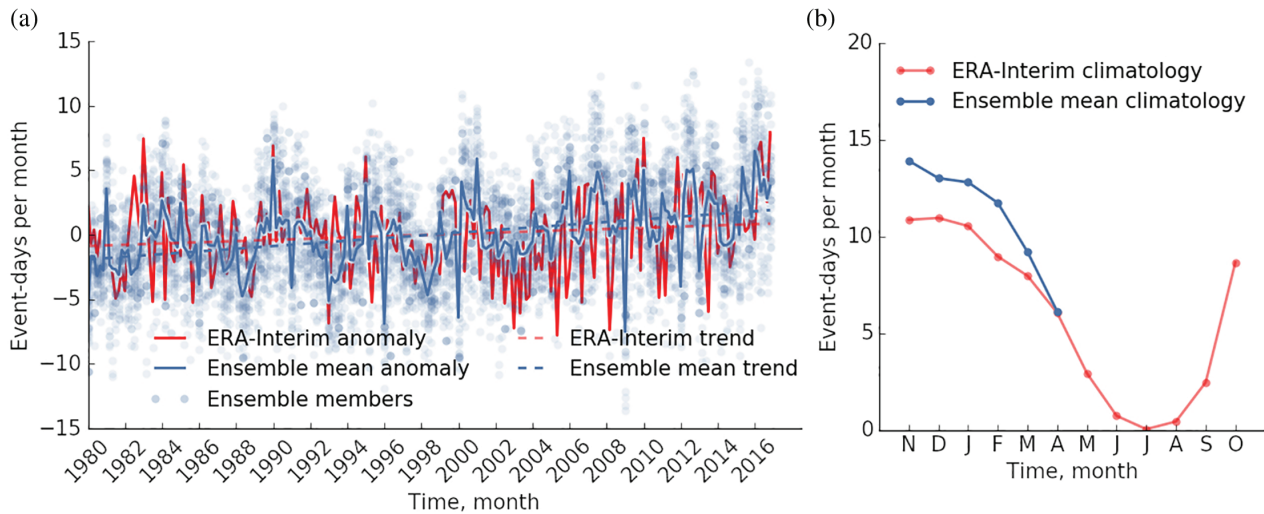 (a)
15
10
5
0
−5
−10
−15
Event-days per month
ERA-Interim anomaly
Ensemble mean anomaly
Ensemble members
ERA-Interim trend
Ensemble mean trend
1980 1982 1984 1986 1988 1990 1992 1994 1996 1998 2000 2002 2004 2006 2008 2010 2012 2014 2016
Time, month
(b)
20
15
10
5
0
Event-days per month
ERA-Interim climatology
Ensemble mean climatology
N D J F M A M J J A S O
Time, month